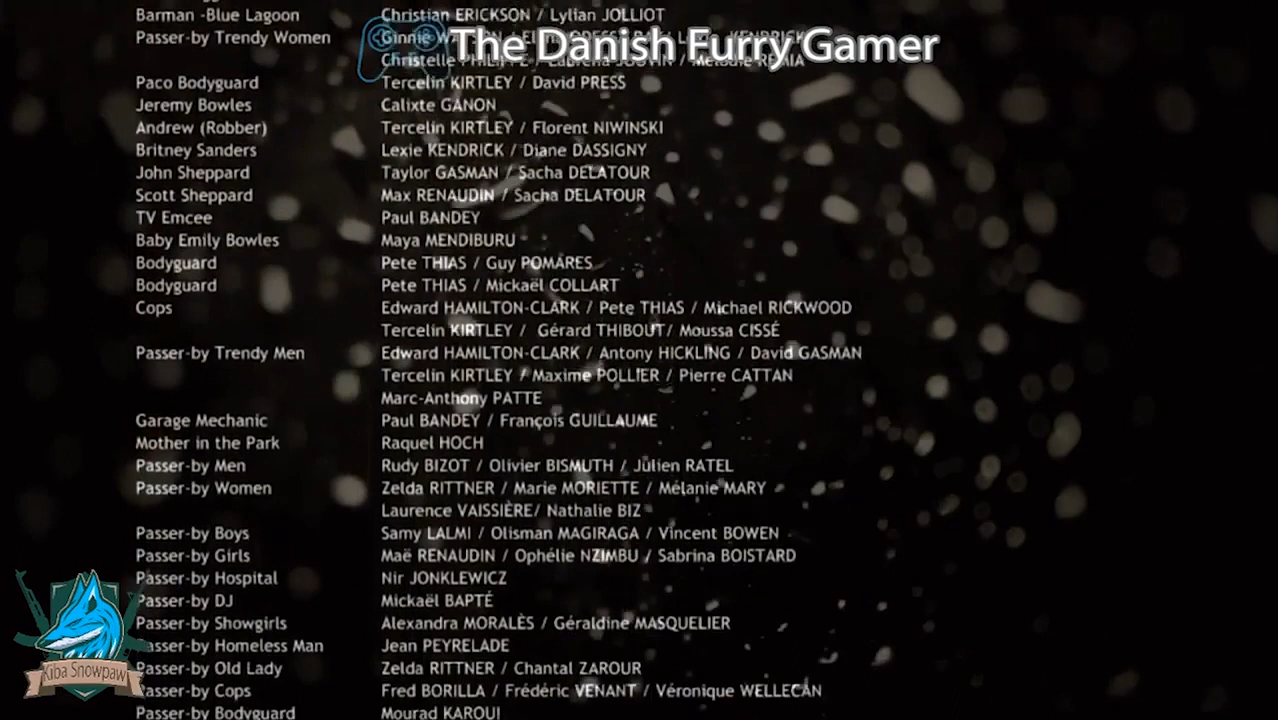 Barman -Blue Lagoon Christian ERICKSON / Lylian JOLLIOT
Passer-by Trendy Women Ginnie
The Danish Furry Gamer
Christelle
Paco Bodyguard Tercelin KIRTLEY / David PRESS
Jeremy Bowles Calixte GANON
Andrew (Robber) Tercelin KIRTLEY / Florent NIWINSKI
Britney Sanders Lexie KENDRICK / Diane DASSIGNY
John Sheppard Taylor GASMAN / Sacha DELATOUR
Scott Sheppard Max RENAUDIN / Sacha DELATOUR
TV Emcee Paul BANDEY
Baby Emily Bowles Maya MENDIBURU
Bodyguard Pete THIAS / Guy POMARES
Bodyguard Pete THIAS / Mickaël COLLART
Cops Edward HAMILTON-CLARK / Pete THIAS / Michael RICKWOOD
Tercelin KIRTLEY / Gérard THIBOUT/ Moussa CISSÉ
Passer-by Trendy Men Edward HAMILTON-CLARK / Antony HICKLING / David GASMAN
Tercelin KIRTLEY / Maxime POLLIER / Pierre CATTAN
Marc-Anthony PATTE
Garage Mechanic Paul BANDEY / François GUILLAUME
Mother in the Park Raquel HOCH
Passer-by Men Rudy BIZOT / Olivier BISMUTH / Julien RATEL
Passer-by Women Zelda RITTNER / Marie MORIETTE / Mélanie MARY
Laurence VAISSIÈRE/ Nathalie BIZ
Passer-by Boys Samy LALMI / Olisman MAGIRAGA / Vincent BOWEN
Passer-by Girls Maë RENAUDIN / Ophélie NZIMBU / Sabrina BOISTARD
Passer-by Hospital Nir JONKLEWICZ
Passer-by DJ Mickaël BAPTÉ
Passer-by Showgirls Alexandra MORALÈS / Géraldine MASQUELIER
Passer-by Homeless Man Jean PEYRELADE
Passer-by Old Lady Zelda RITTNER / Chantal ZAROUR
Passer-by Cops Fred BORILLA / Frédéric VENANT / Véronique WELLECAN
Passer-by Bodyguard Mourad KAROUI
Kiba Snowpaw